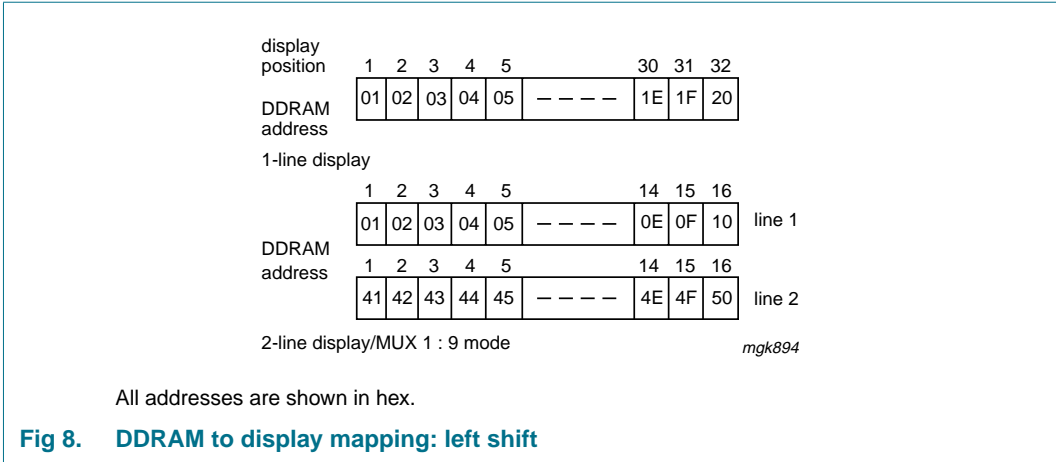 display
position 1 2 3 4 5 30 31 32
DDRAM
address 01 02 03 04 05 – – – – 1E 1F 20
1-line display
1 2 3 4 5 14 15 16
01 02 03 04 05 – – – – 0E 0F 10 line 1
DDRAM
address
1 2 3 4 5 14 15 16
41 42 43 44 45 – – – – 4E 4F 50 line 2
2-line display/MUX 1 : 9 mode mgk894
All addresses are shown in hex.
Fig 8. DDRAM to display mapping: left shift